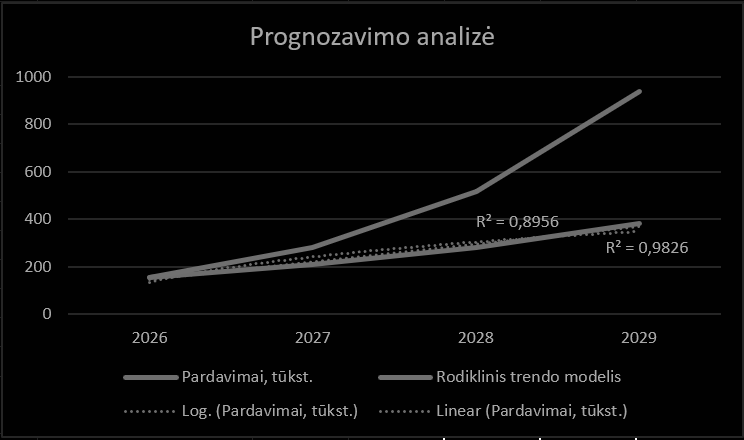 Prognozavimo analizė
1000
800
600
400
200
0
R² = 0,8956
R² = 0,9826
2026 2027 2028 2029
Pardavimai, tūkst. Rodiklinis trendo modelis
Log. (Pardavimai, tūkst.) Linear (Pardavimai, tūkst.)